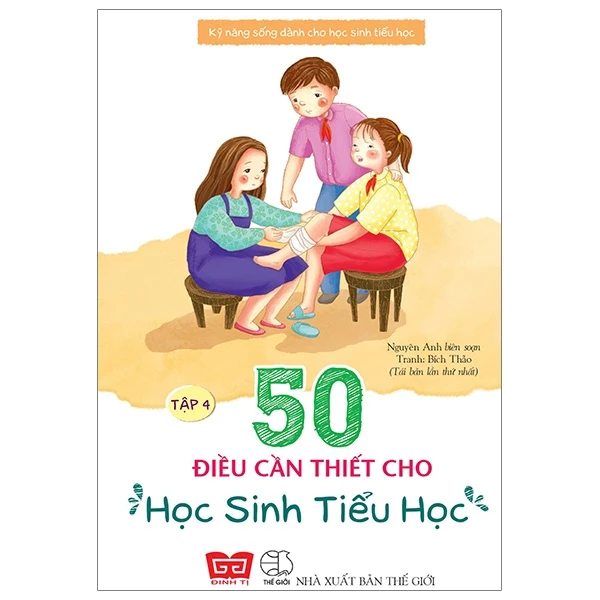 Kỹ năng sống dành cho học sinh tiểu học
Nguyên Anh biên soạn
Tranh: Bích Thảo
(Tái bản lần thứ nhất)
TẬP 4
50
ĐIỀU CẦN THIẾT CHO
Học Sinh Tiểu Học
ĐINH TỊ
THẾ GIỚI
NHÀ XUẤT BẢN THẾ GIỚI